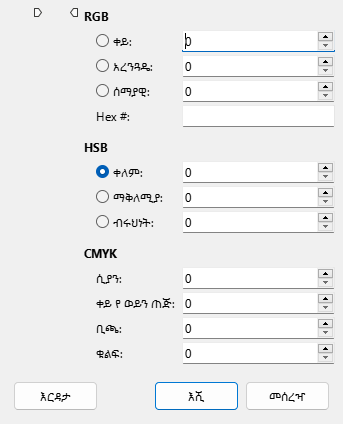 RGB
ቀይ: 0
አረንጓዴ: 0
ሰማያዊ: 0
Hex #:
HSB
ቀለም: 0
ማቅለሚያ: 0
ብሩህነት: 0
CMYK
ሲያን: 0
ቀይ የ ወይን ጠጅ: 0
ቢጫ: 0
ቁልፍ: 0
እርዳታ እሺ መሰረዣ